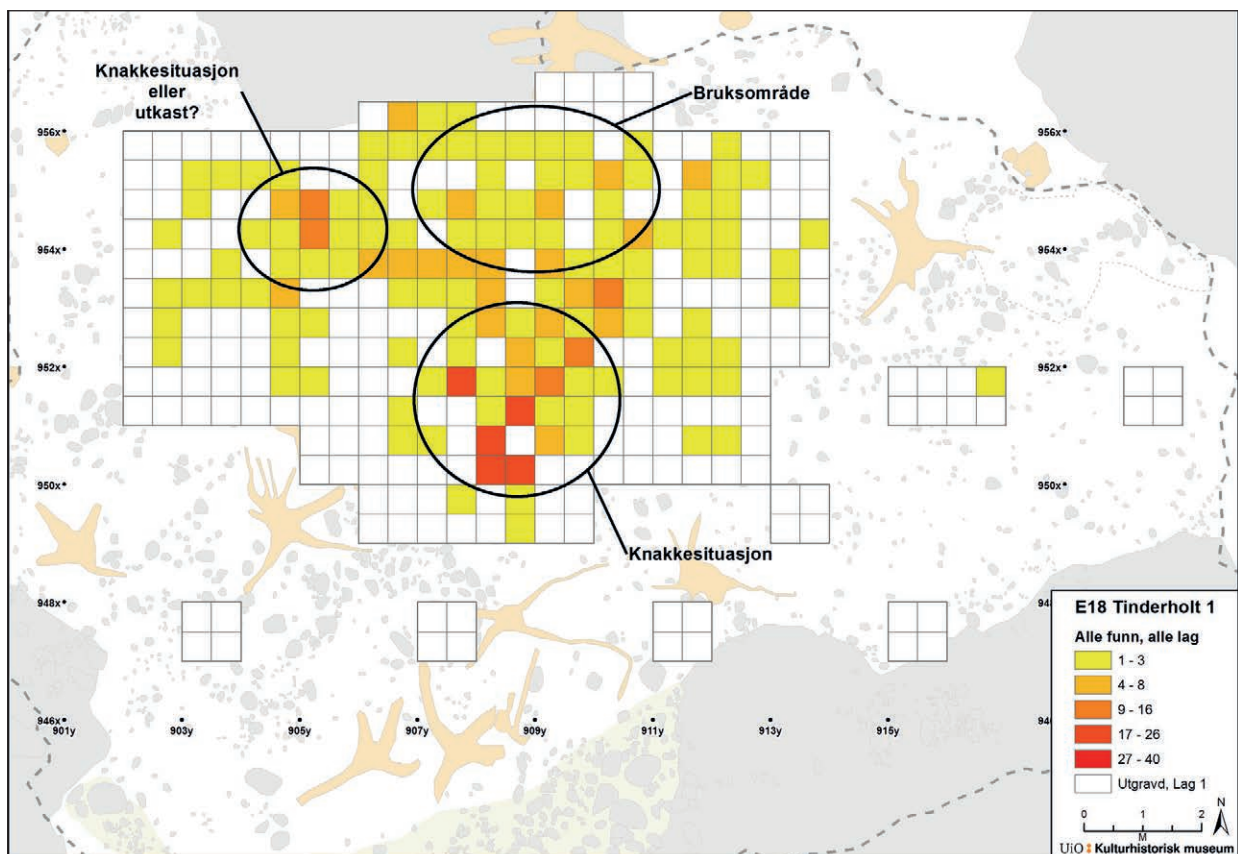 Knakkesituasjon
eller
utkast?
Bruksområde
956x
956x
954x
954x
952x
952x
950x
950x
Knakkesituasjon
948x
946x
901y
903y
905y
907y
909y
911y
913y
915y
E18 Tinderholt 1
Alle funn, alle lag
1 - 3
4 - 8
9 - 16
17 - 26
27 - 40
Utgravd, Lag 1
N
0 1 2
M
UiO Kulturhistorisk museum